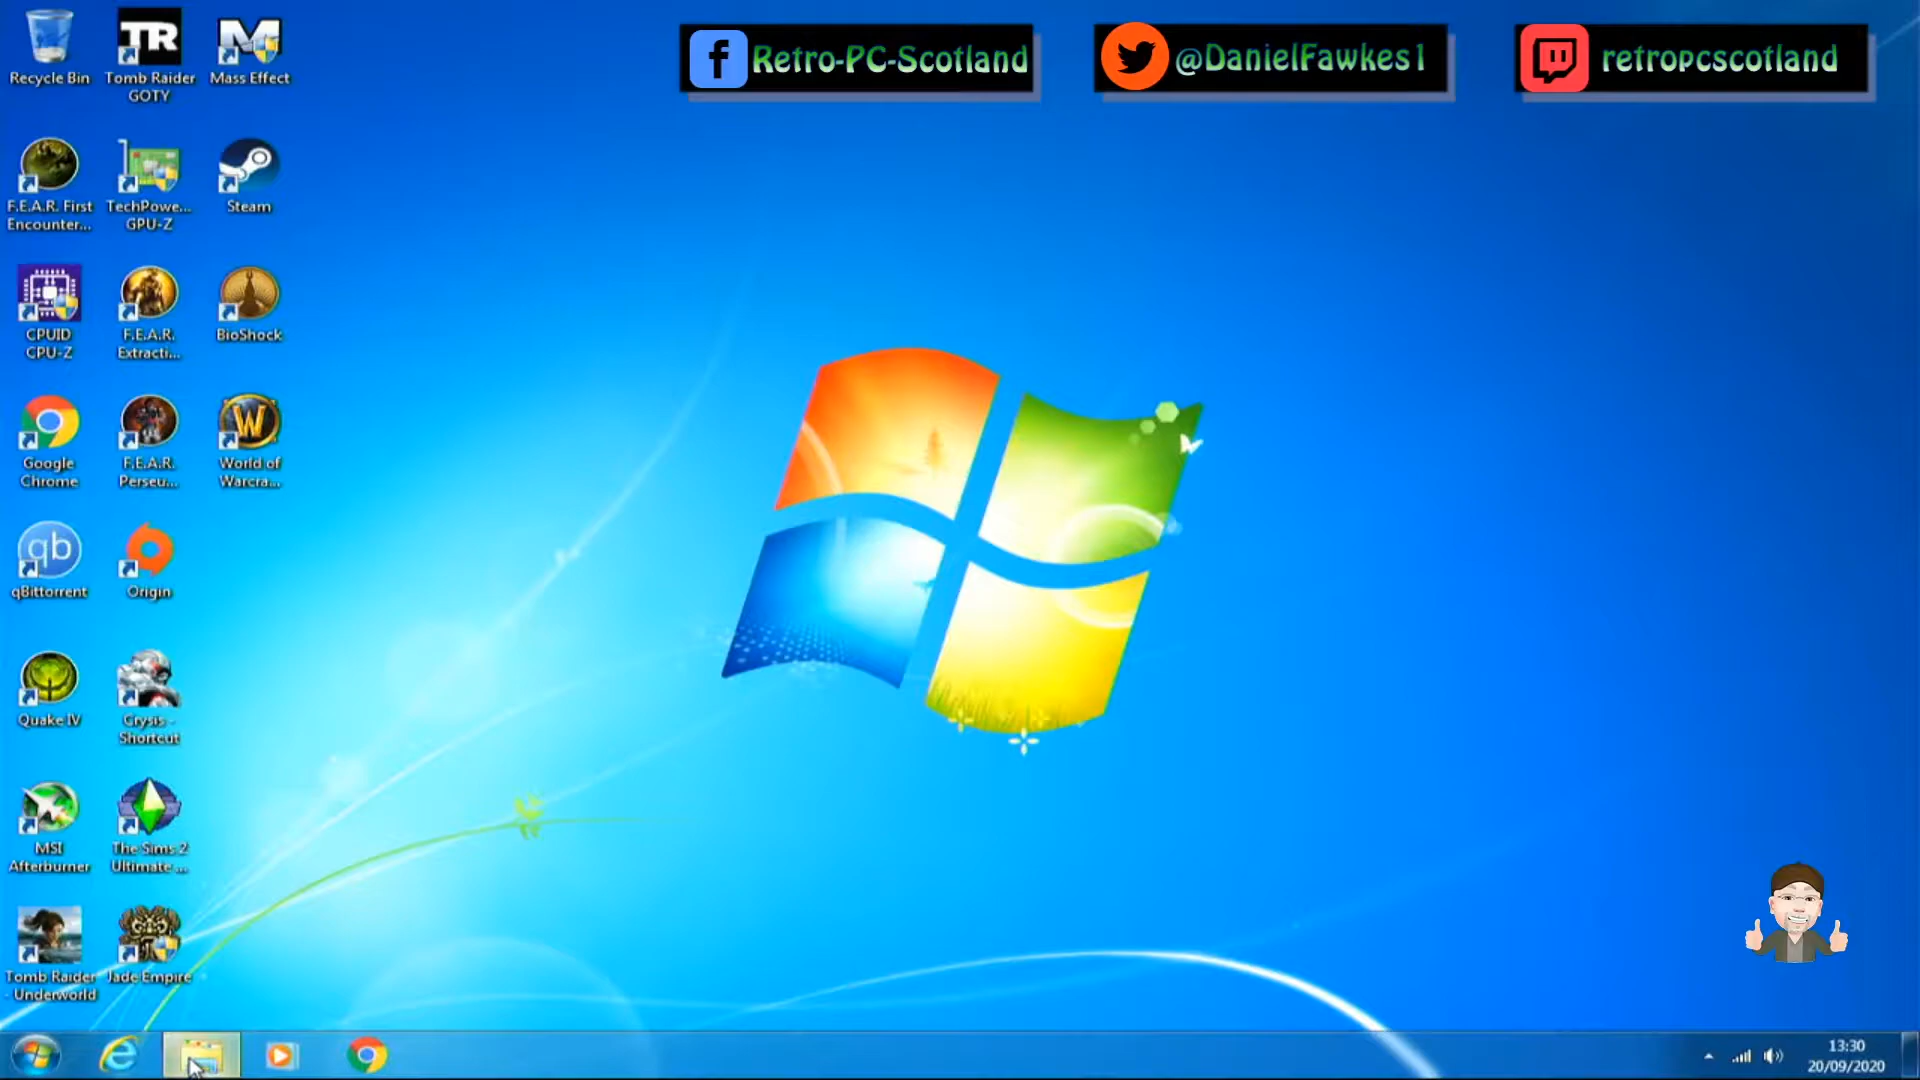 Recycle Bin
Tomb Raider
GOTY
Mass Effect
F.E.A.R. First
Encounter...
TechPowe...
GPU-Z
Steam
CPUID
CPU-Z
F.E.A.R.
Extracti...
BioShock
Google
Chrome
F.E.A.R.
Perseu...
World of
Warcra...
qBittorrent
Origin
Quake IV
Crysis -
Shortcut
MSI
Afterburner
The Sims 2
Ultimate ...
Tomb Raider
- Underworld
Jade Empire
TR
M
W
qb
f
Retro-PC-Scotland
@DanielFawkes1
retropcscotland
13:30
20/09/2020